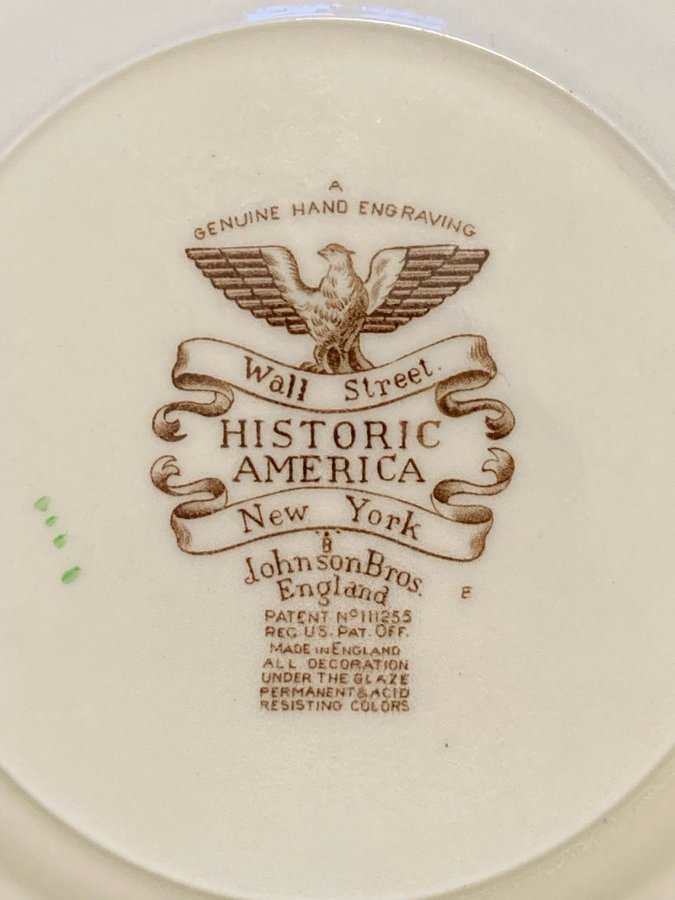 A
GENUINE HAND ENGRAVING
Wall Street.
HISTORIC
AMERICA
New York
B
Johnson Bros.
England
E
PATENT Nº 111255
REG. U.S. PAT. OFF.
MADE IN ENGLAND
ALL DECORATION
UNDER THE GLAZE
PERMANENT & ACID
RESISTING COLORS